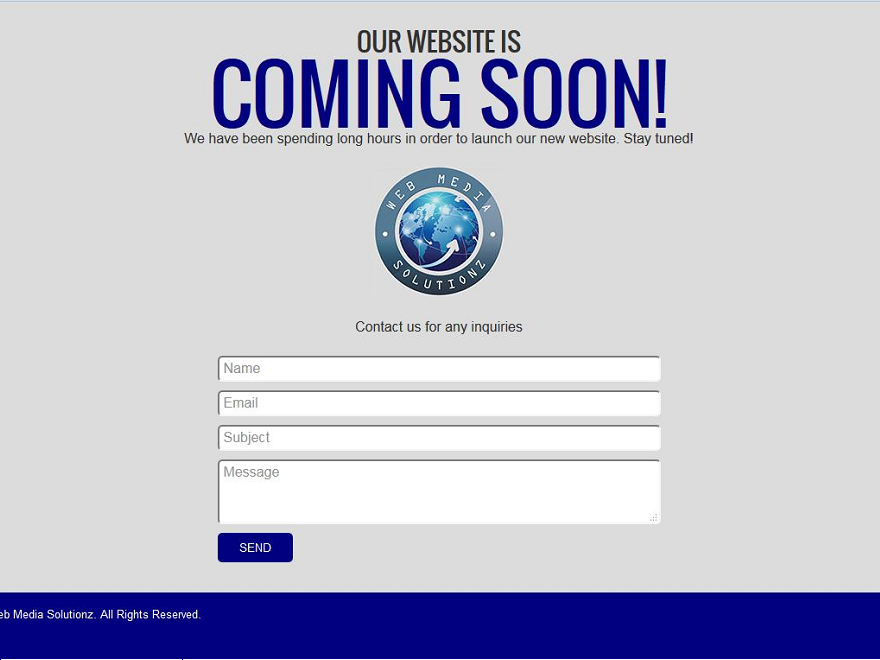 OUR WEBSITE IS
COMING SOON!
We have been spending long hours in order to launch our new website. Stay tuned!
WEB MEDIA
SOLUTIONZ
Contact us for any inquiries
Name
Email
Subject
Message
SEND
eb Media Solutionz. All Rights Reserved.